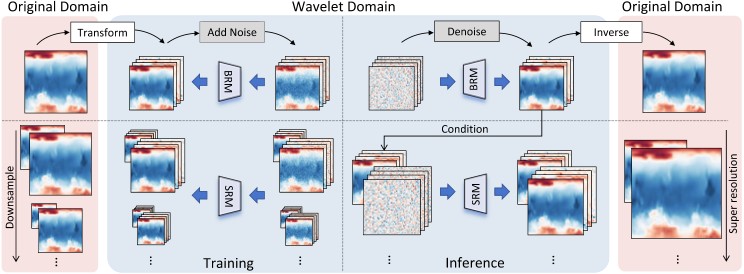 Original Domain
Wavelet Domain
Original Domain
Transform
Add Noise
Denoise
Inverse
BRM
BRM
Condition
Downsample
SRM
SRM
Super resolution
Training
Inference